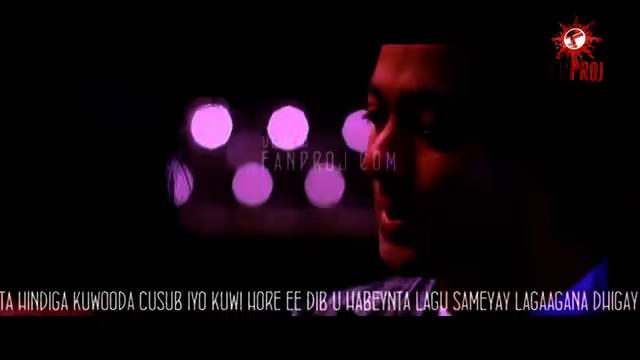 PROJ
FANPROJ.COM
TA HINDIGA KUWOODA CUSUB IYO KUWI HORE EE DIB U HABEYNTA LAGU SAMEYAY LAGAAGANA DHIGAY